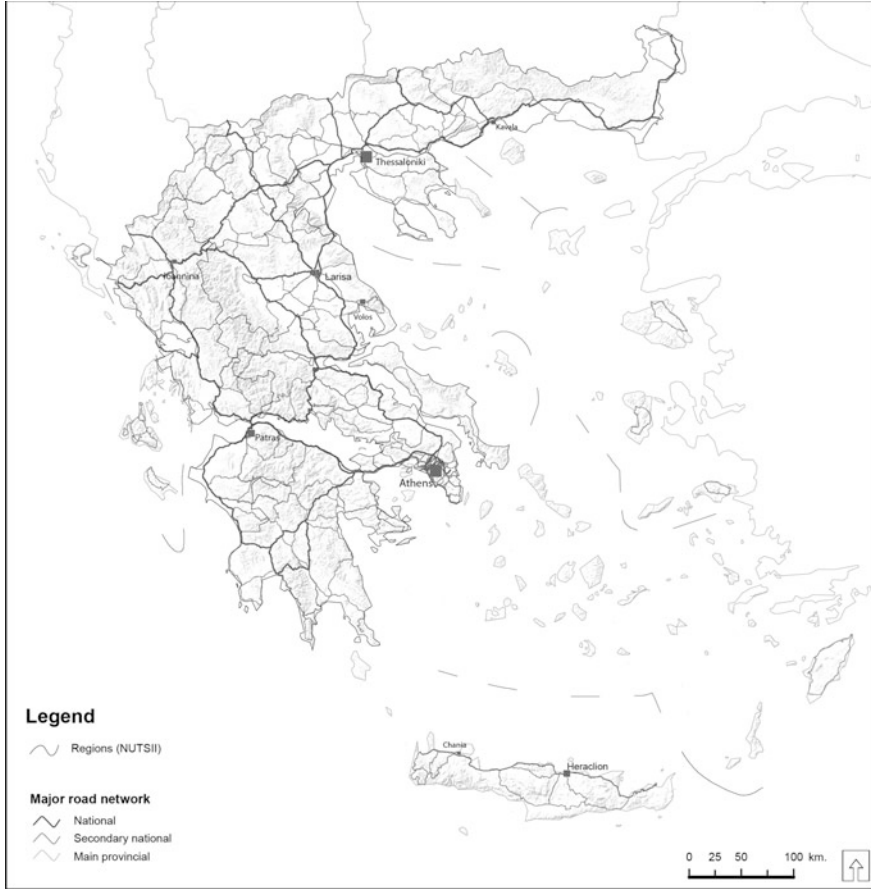 Kavala
Thessaloniki
Ioannina
Larisa
Volos
Patras
Athens
Chania
Heraclion
Legend
Regions (NUTSII)
Major road network
National
Secondary national
Main provincial
0 25 50 100 km.